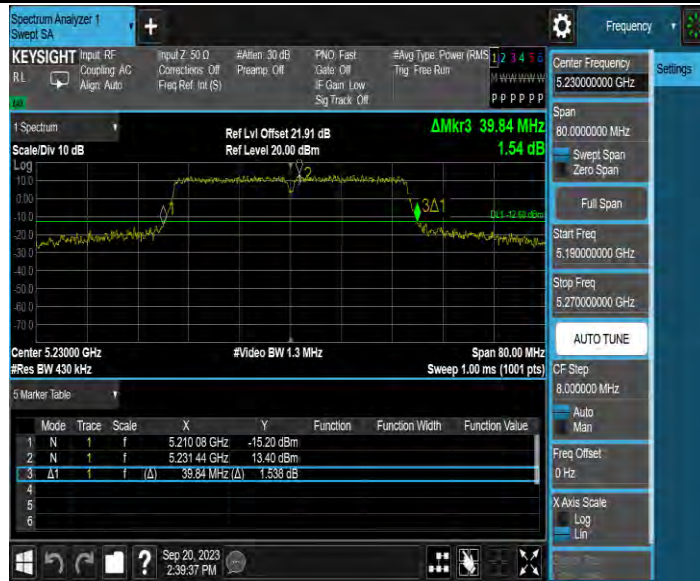 Spectrum Analyzer 1
Swept SA
+
Frequency
KEYSIGHT
RL
Input: RF
Coupling: AC
Align: Auto
Input Z: 50 Ω
Corrections: Off
Freq Ref: Int (S)
#Atten: 30 dB
Preamp: Off
PNO: Fast
Gate: Off
IF Gain: Low
Sig Track: Off
#Avg Type: Power (RMS
Trig: Free Run
1 2 3 4 5 6
M W W W W W
P P P P P P
1 Spectrum
Scale/Div 10 dB
Log
Ref Lvl Offset 21.91 dB
Ref Level 20.00 dBm
ΔMkr3 39.84 MHz
1.54 dB
10.0
0.00
-10.0
-20.0
-30.0
-50.0
-60.0
-70.0
1
2
3Δ1
DL1 -12.60 dBm
Center 5.23000 GHz
#Video BW 1.3 MHz
Span 80.00 MHz
#Res BW 430 kHz
Sweep 1.00 ms (1001 pts)
5 Marker Table
Mode Trace Scale X Y Function Function Width Function Value
1 N 1 f 5.210 08 GHz -15.20 dBm
2 N 1 f 5.231 44 GHz 13.40 dBm
3 Δ1 1 f (Δ) 39.84 MHz (Δ) 1.538 dB
4
5
6
?
Sep 20, 2023
2:39:37 PM
Center Frequency
5.230000000 GHz
Settings
Span
80.0000000 MHz
Swept Span
Zero Span
Full Span
Start Freq
5.190000000 GHz
Stop Freq
5.270000000 GHz
AUTO TUNE
CF Step
8.000000 MHz
Auto
Man
Freq Offset
0 Hz
X Axis Scale
Log
Lin